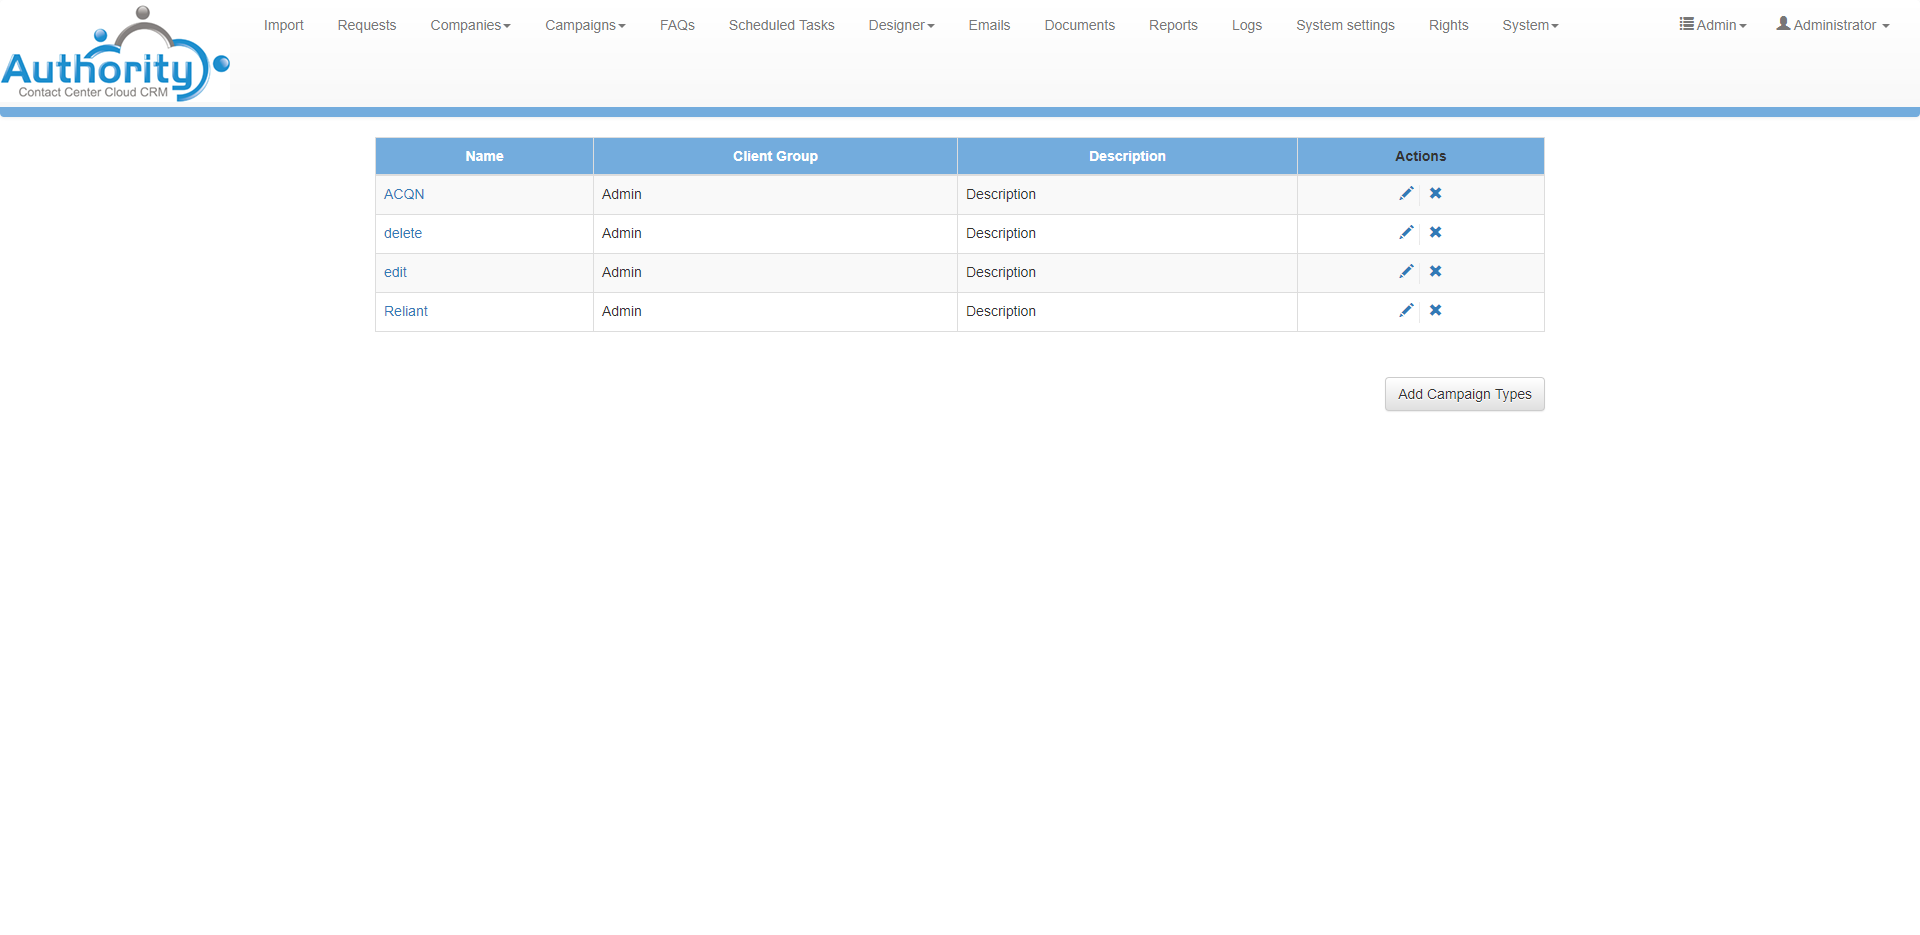 Authority
Contact Center Cloud CRM
Import Requests Companies Campaigns FAQs Scheduled Tasks Designer Emails Documents Reports Logs System settings Rights System Admin Administrator
Name Client Group Description Actions
ACQN Admin Description
delete Admin Description
edit Admin Description
Reliant Admin Description
Add Campaign Types